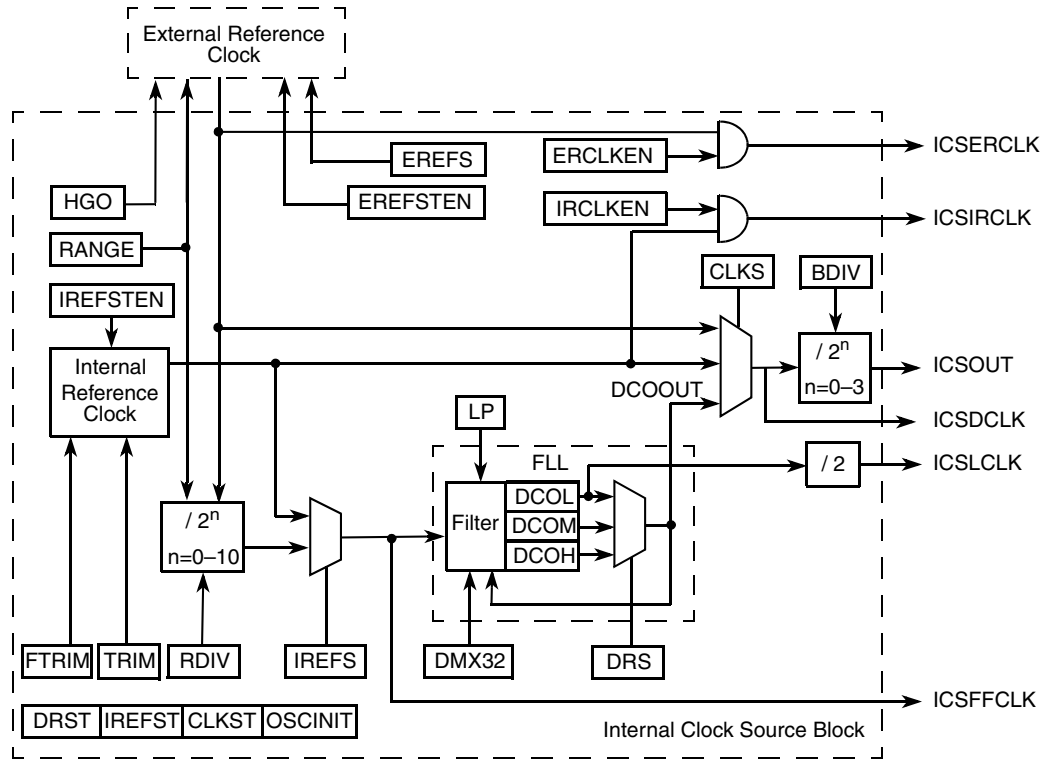 External Reference
Clock
EREFS
ERCLKEN
ICSERCLK
HGO
EREFSTEN
IRCLKEN
ICSIRCLK
RANGE
CLKS
BDIV
IREFSTEN
Internal
Reference
Clock
/ 2n
n=0–3
ICSOUT
DCOOUT
LP
ICSDCLK
FLL
/ 2
ICSLCLK
/ 2n
n=0–10
Filter
DCOL
DCOM
DCOH
FTRIM
TRIM
RDIV
IREFS
DMX32
DRS
ICSFFCLK
DRST
IREFST
CLKST
OSCINIT
Internal Clock Source Block